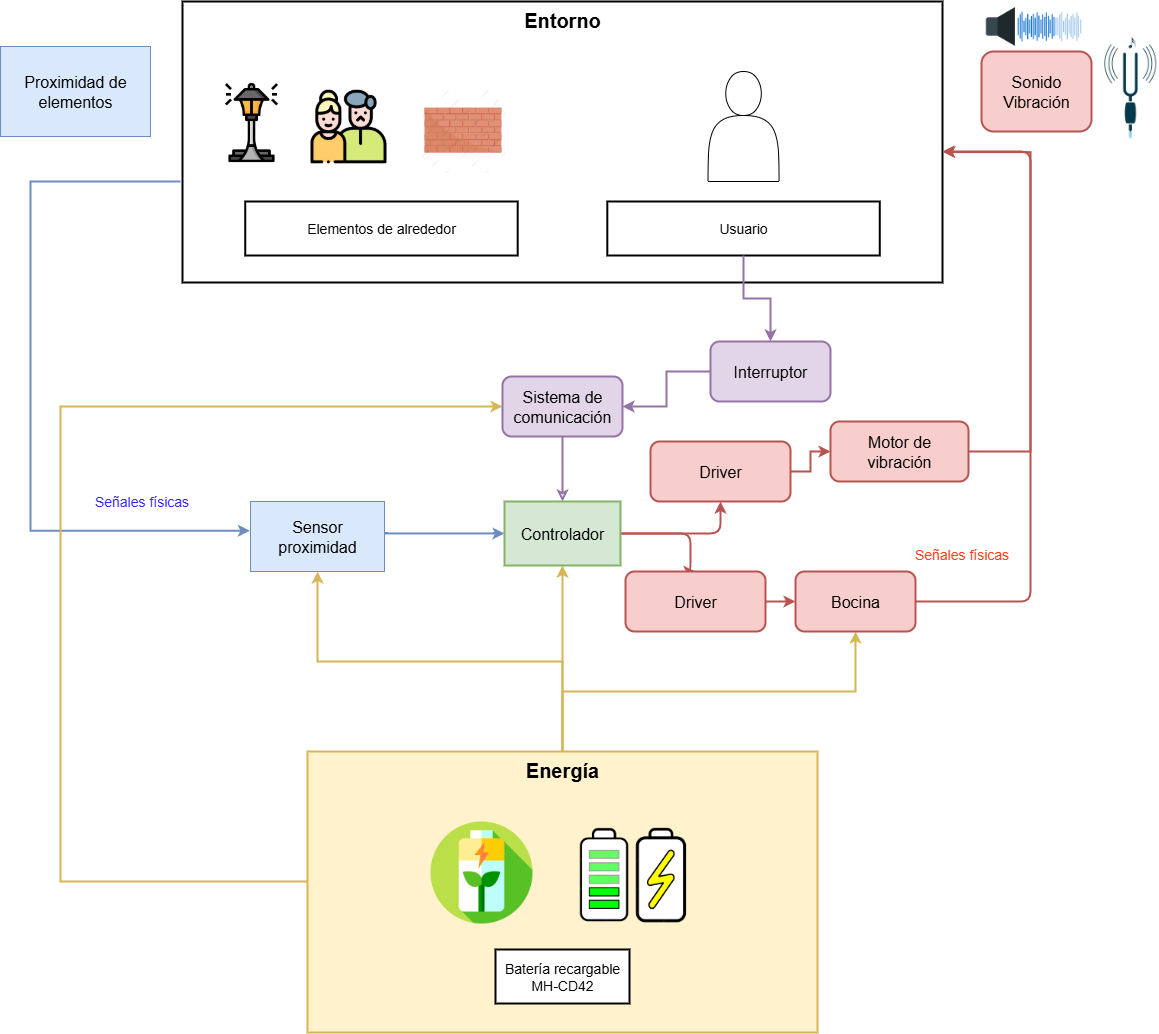 Entorno
Proximidad de
elementos
Sonido
Vibración
Elementos de alrededor
Usuario
Interruptor
Sistema de
comunicación
Motor de
vibración
Driver
Señales físicas
Sensor
proximidad
Controlador
Señales físicas
Driver
Bocina
Energía
Batería recargable
MH-CD42